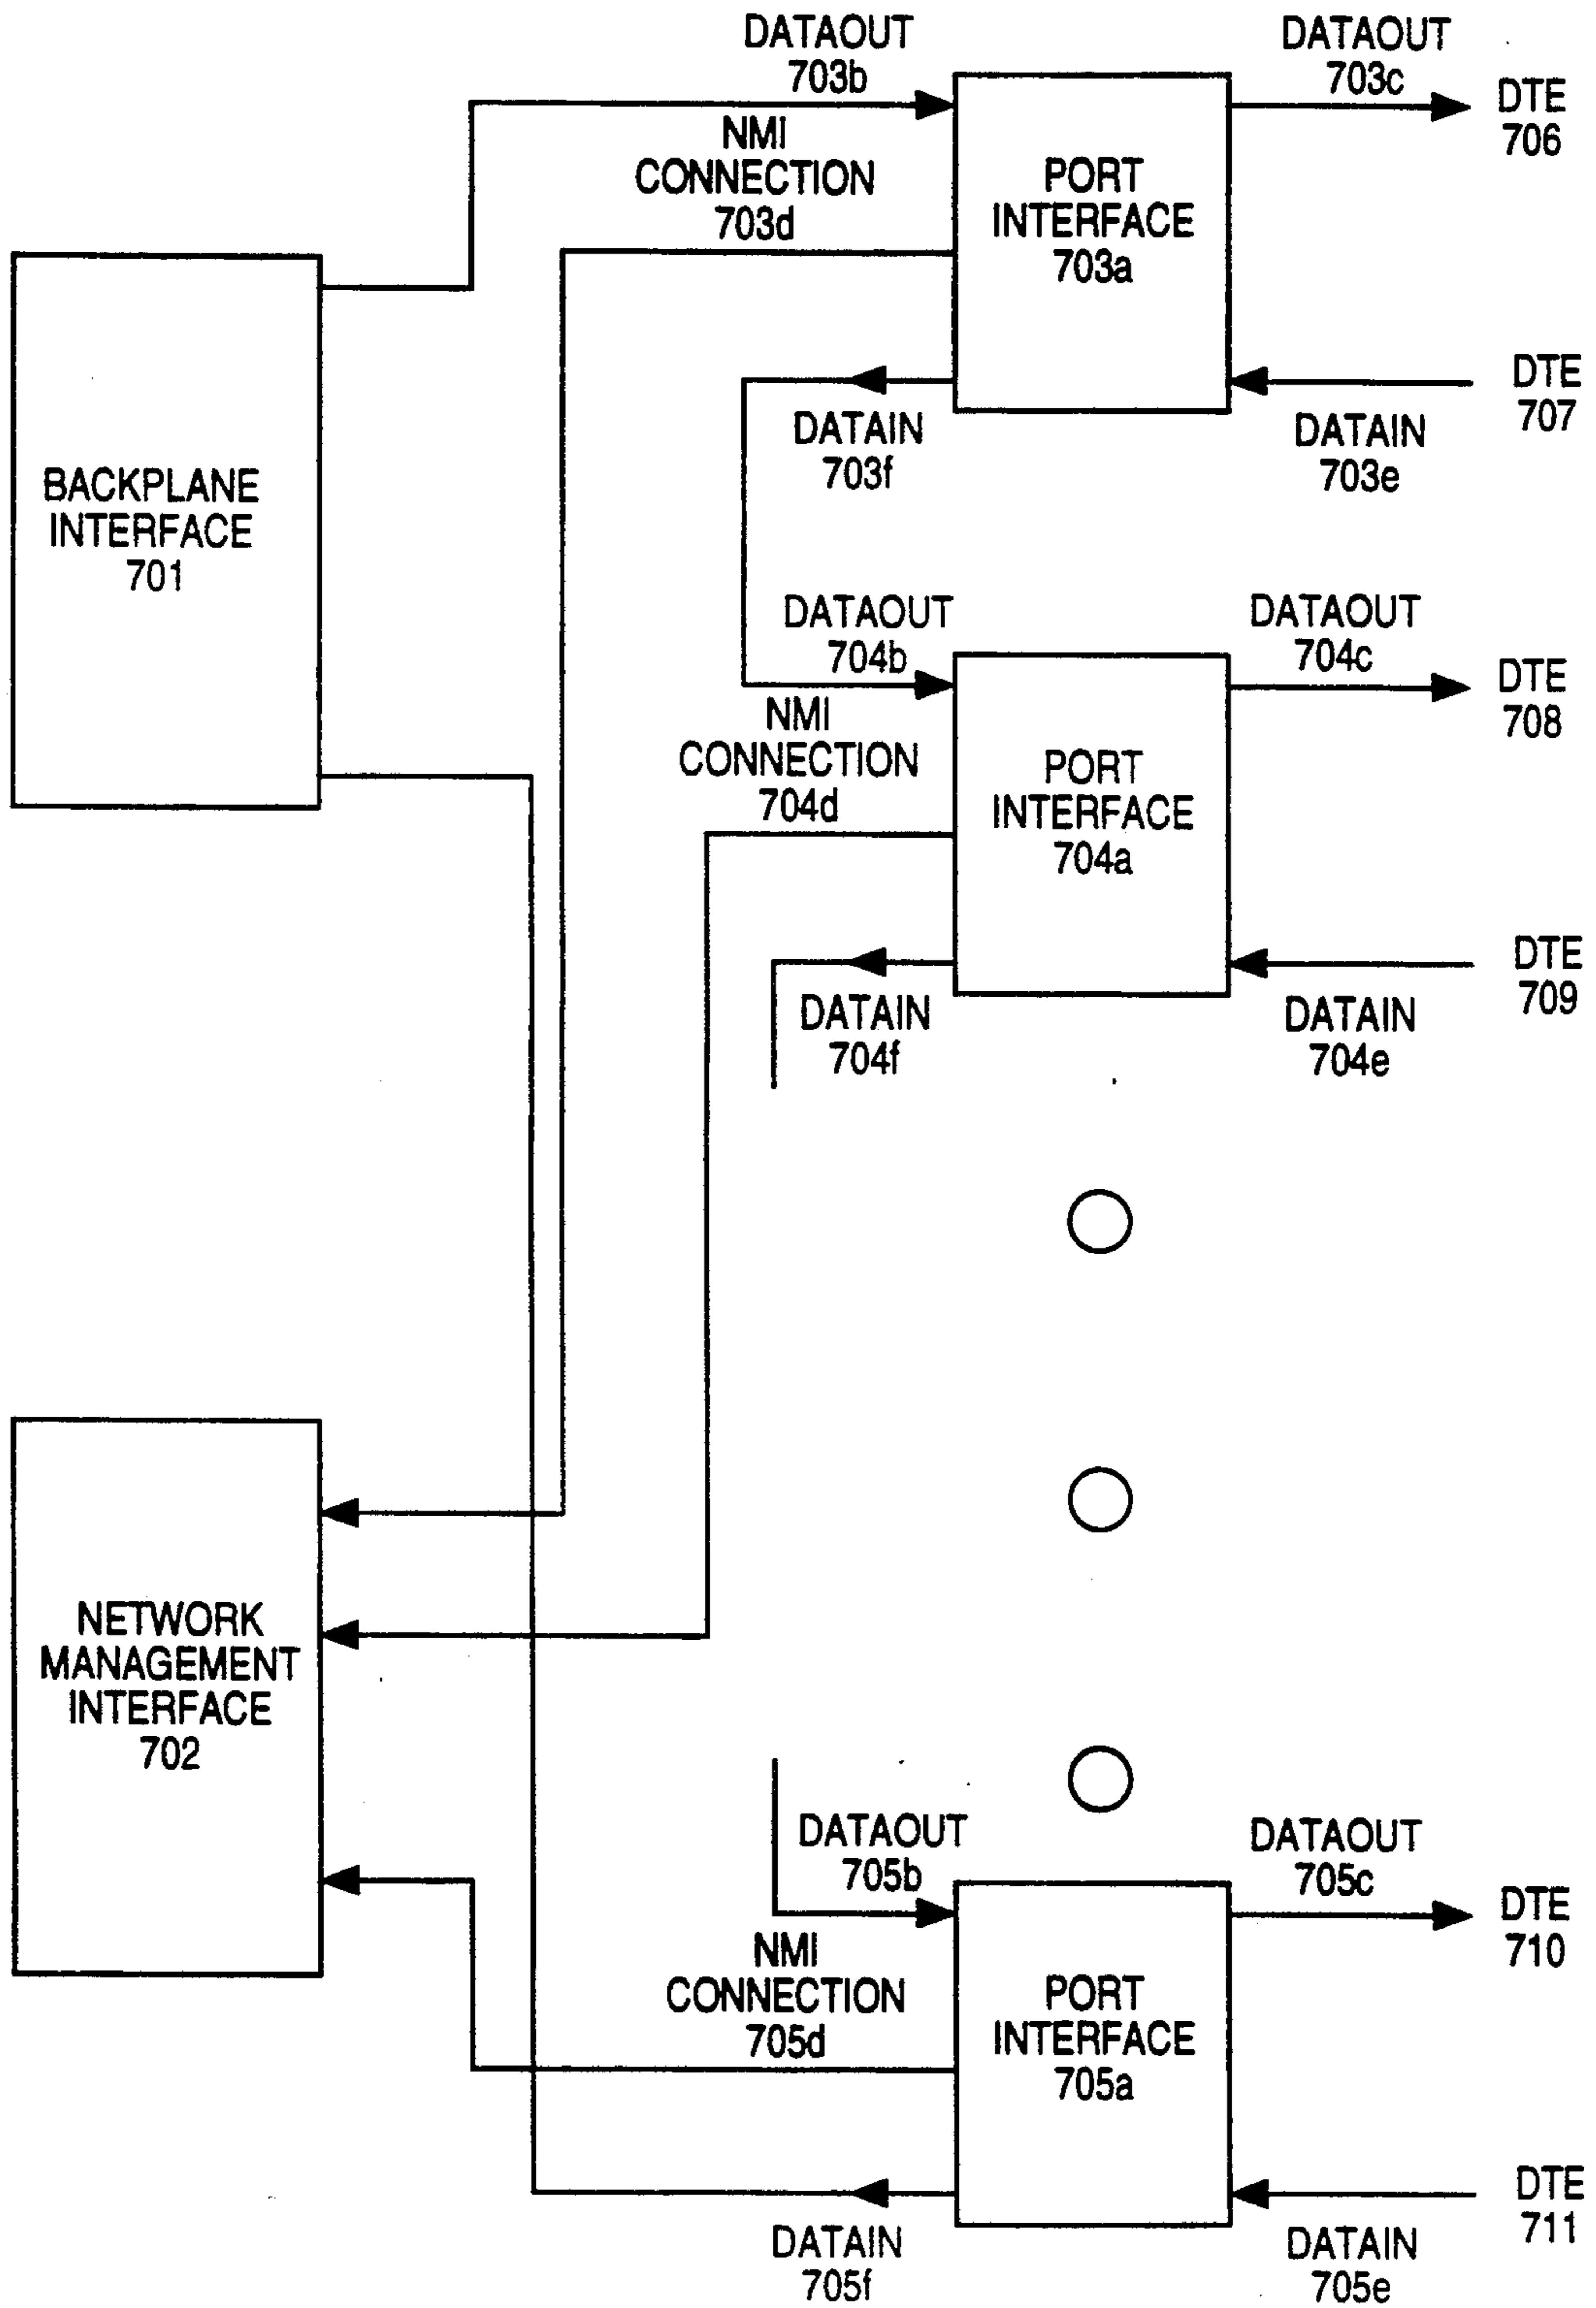 DATAOUT
703b
DATAOUT
703c
DTE
706
NMI
CONNECTION
703d
PORT
INTERFACE
703a
BACKPLANE
INTERFACE
701
DATAIN
703f
DATAIN
703e
DTE
707
DATAOUT
704b
DATAOUT
704c
DTE
708
NMI
CONNECTION
704d
PORT
INTERFACE
704a
DATAIN
704f
DATAIN
704e
DTE
709
NETWORK
MANAGEMENT
INTERFACE
702
DATAOUT
705b
DATAOUT
705c
DTE
710
NMI
CONNECTION
705d
PORT
INTERFACE
705a
DATAIN
705f
DATAIN
705e
DTE
711